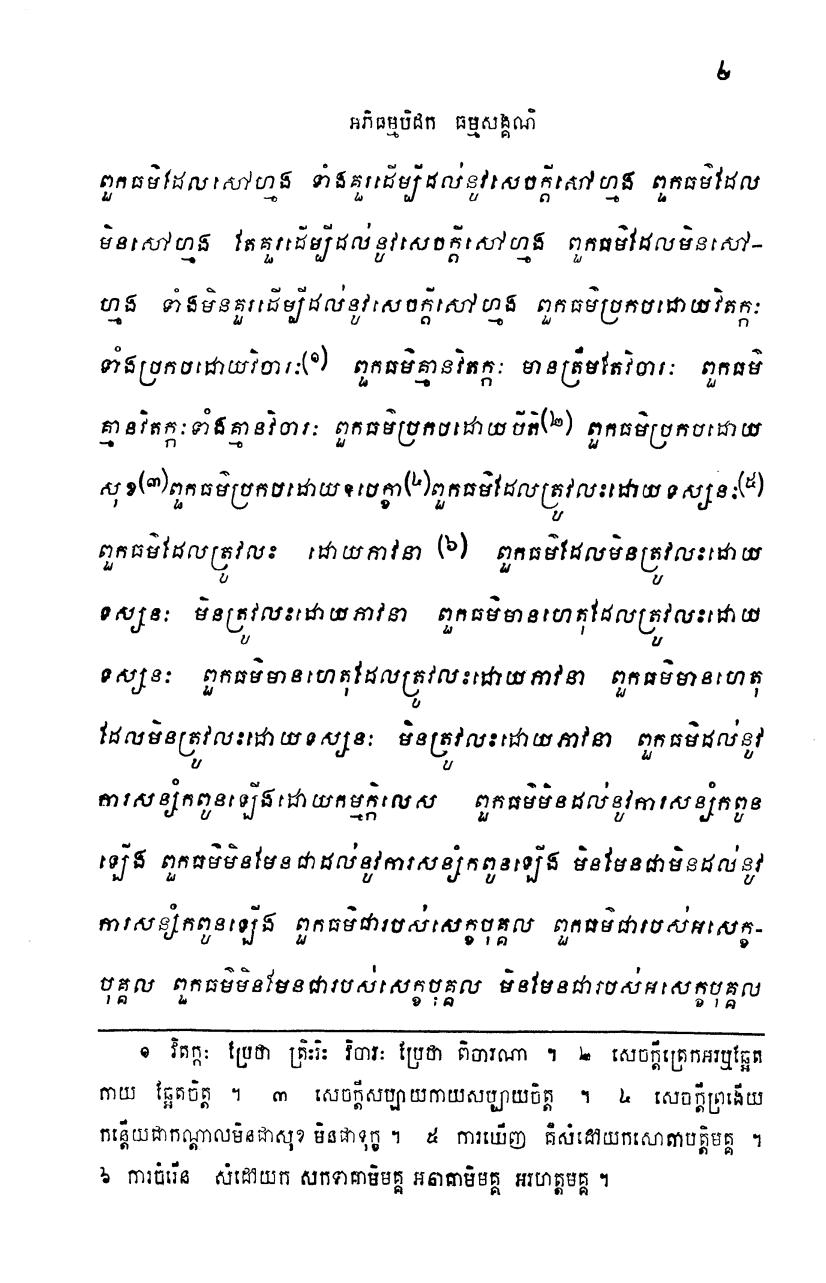 ២
អភិធម្មបិដក ធម្មសង្គណិ
ពួកធម៌ដែលសៅហ្មង ទាំងគួរដើម្បីដល់នូវសេចក្តីសៅហ្មង ពួកធម៌ដែល
មិនសៅហ្មង តែគួរដើម្បីដល់នូវសេចក្តីសៅហ្មង ពួកធម៌ដែលមិនសៅ-
ហ្មង ទាំងមិនគួរដើម្បីដល់នូវសេចក្តីសៅហ្មង ពួកធម៌ប្រកបដោយវិតក្កៈ
ទាំងប្រកបដោយវិចារៈ(១) ពួកធម៌គ្មានវិតក្កៈ មានត្រឹមតែវិចារៈ ពួកធម៌
គ្មានវិតក្កៈទាំងគ្មានវិចារៈ ពួកធម៌ប្រកបដោយបីតិ(២) ពួកធម៌ប្រកបដោយ
សុខ(៣)ពួកធម៌ប្រកបដោយឧបេក្ខា(៤)ពួកធម៌ដែលត្រូវលះដោយទស្សនៈ(៥)
ពួកធម៌ដែលត្រូវលះ ដោយភាវនា (៦) ពួកធម៌ដែលមិនត្រូវលះដោយ
ទស្សនៈ មិនត្រូវលះដោយភាវនា ពួកធម៌មានហេតុដែលត្រូវលះដោយ
ទស្សនៈ ពួកធម៌មានហេតុដែលត្រូវលះដោយភាវនា ពួកធម៌មានហេតុ
ដែលមិនត្រូវលះដោយទស្សនៈ មិនត្រូវលះដោយភាវនា ពួកធម៌ដល់នូវ
ការសន្សំកពូនឡើងដោយកម្មក្កិលេស ពួកធម៌មិនដល់នូវការសន្សំកពូន
ឡើង ពួកធម៌មិនមែនជាដល់នូវការសន្សំកពូនឡើង មិនមែនជាមិនដល់នូវ
ការសន្សំកពូនឡើង ពួកធម៌ជារបស់សេក្ខបុគ្គល ពួកធម៌ជារបស់អសេក្ខ-
បុគ្គល ពួកធម៌មិនមែនជារបស់សេក្ខបុគ្គល មិនមែនជារបស់អសេក្ខបុគ្គល
១ វិតក្កៈ ប្រែថា ត្រិះរិះ វិចារៈ ប្រែថា ពិចារណា ។ ២ សេចក្តីត្រេកអរឬឆ្អែត
កាយ ឆ្អែតចិត្ត ។ ៣ សេចក្តីសប្បាយកាយសប្បាយចិត្ត ។ ៤ សេចក្តីព្រងើយ
កន្តើយជាកណ្តាលមិនជាសុខ មិនជាទុក្ខ ។ ៥ ការឃើញ គឺសំដៅយកសោតាបត្តិមគ្គ ។
៦ ការចំរើន សំដៅយក សកទាគាមិមគ្គ អនាគាមិមគ្គ អរហត្តមគ្គ ។